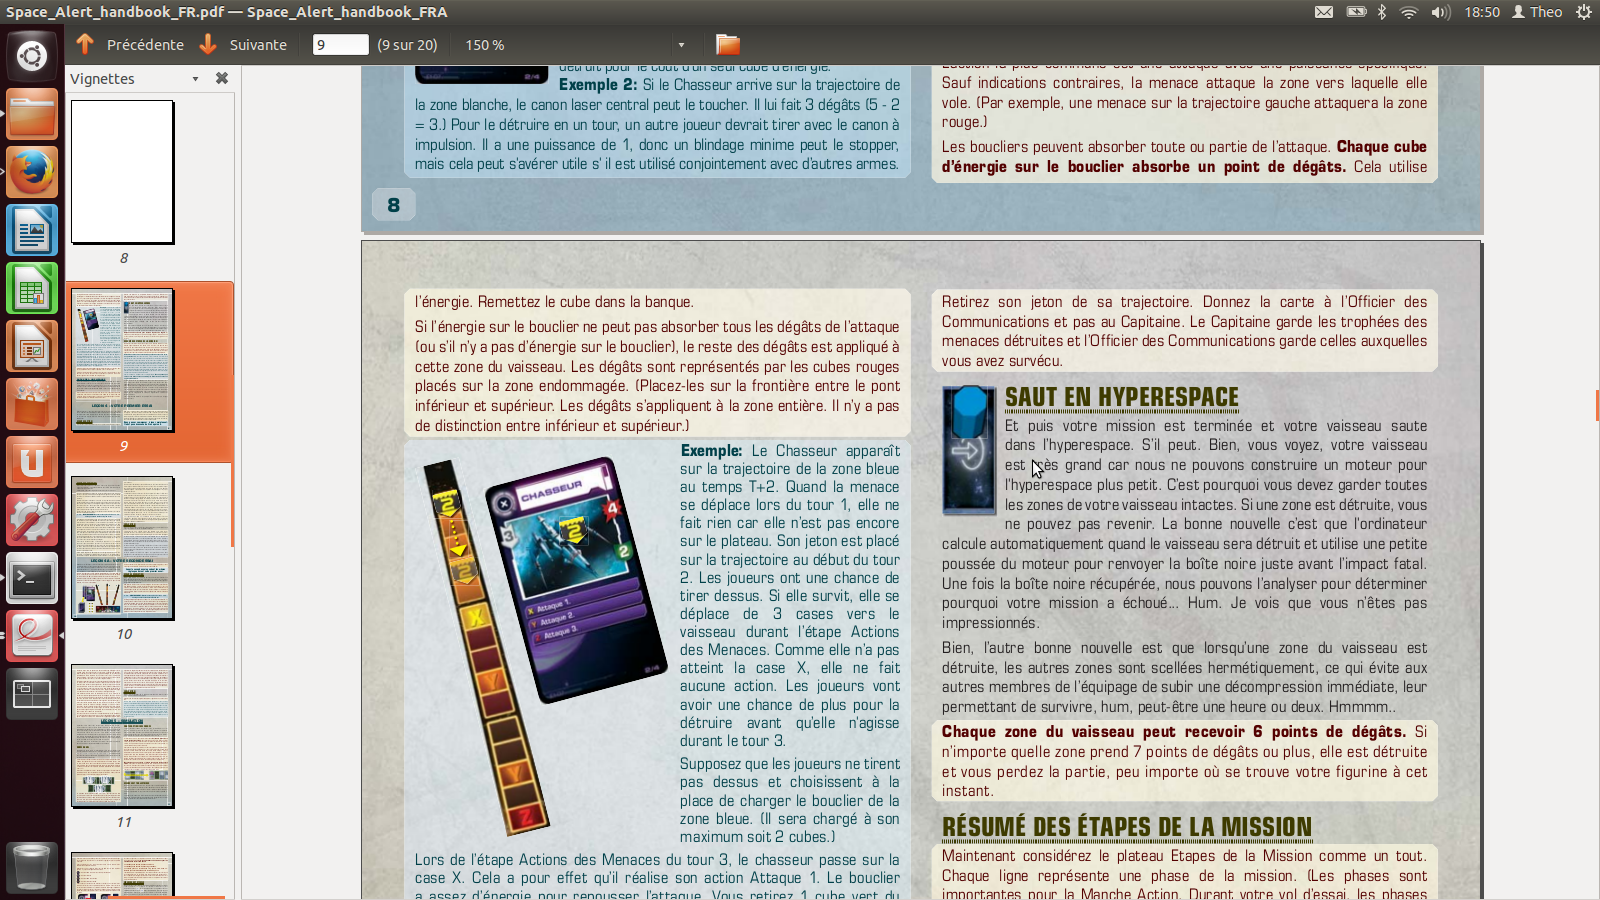 Space_Alert_handbook_FR.pdf — Space_Alert_handbook_FRA
18:50
Theo
Précédente
Suivante
9
(9 sur 20)
150 %
Vignettes
8
9
10
11
détruit pour le tout d'un seul cube d'énergie.
Exemple 2: Si le Chasseur arrive sur la trajectoire de
la zone blanche, le canon laser central peut le toucher. Il lui fait 3 dégâts (5 - 2
= 3.) Pour le détruire en un tour, un autre joueur devrait tirer avec le canon à
impulsion. Il a une puissance de 1, donc un blindage minime peut le stopper,
mais cela peut s'avérer utile s' il est utilisé conjointement avec d'autres armes.
8
L'action la plus commune est une attaque avec une puissance spécifique.
Sauf indications contraires, la menace attaque la zone vers laquelle elle
vole. (Par exemple, une menace sur la trajectoire gauche attaquera la zone
rouge.)
Les boucliers peuvent absorber toute ou partie de l'attaque. Chaque cube
d'énergie sur le bouclier absorbe un point de dégâts. Cela utilise
l'énergie. Remettez le cube dans la banque.
Si l'énergie sur le bouclier ne peut pas absorber tous les dégâts de l'attaque
(ou s'il n'y a pas d'énergie sur le bouclier), le reste des dégâts est appliqué à
cette zone du vaisseau. Les dégâts sont représentés par les cubes rouges
placés sur la zone endommagée. (Placez-les sur la frontière entre le pont
inférieur et supérieur. Les dégâts s'appliquent à la zone entière. Il n'y a pas
de distinction entre inférieur et supérieur.)
2
2
X
Y
Y
Z
CHASSEUR
X
3
4
2
2
X Attaque 1.
Y Attaque 2.
Z Attaque 3.
Exemple: Le Chasseur apparaît
sur la trajectoire de la zone bleue
au temps T+2. Quand la menace
se déplace lors du tour 1, elle ne
fait rien car elle n'est pas encore
sur le plateau. Son jeton est placé
sur la trajectoire au début du tour
2. Les joueurs ont une chance de
tirer dessus. Si elle survit, elle se
déplace de 3 cases vers le
vaisseau durant l'étape Actions
des Menaces. Comme elle n'a pas
atteint la case X, elle ne fait
aucune action. Les joueurs vont
avoir une chance de plus pour la
détruire avant qu'elle n'agisse
durant le tour 3.
Supposez que les joueurs ne tirent
pas dessus et choisissent à la
place de charger le bouclier de la
zone bleue. (Il sera chargé à son
maximum soit 2 cubes.)
Lors de l'étape Actions des Menaces du tour 3, le chasseur passe sur la
case X. Cela a pour effet qu'il réalise son action Attaque 1. Le bouclier
a assez d'énergie pour repousser l'attaque. Vous retirez 1 cube vert du
Retirez son jeton de sa trajectoire. Donnez la carte à l'Officier des
Communications et pas au Capitaine. Le Capitaine garde les trophées des
menaces détruites et l'Officier des Communications garde celles auxquelles
vous avez survécu.
SAUT EN HYPERESPACE
Et puis votre mission est terminée et votre vaisseau saute
dans l'hyperespace. S'il peut. Bien, vous voyez, votre vaisseau
est très grand car nous ne pouvons construire un moteur pour
l'hyperespace plus petit. C'est pourquoi vous devez garder toutes
les zones de votre vaisseau intactes. Si une zone est détruite, vous
ne pouvez pas revenir. La bonne nouvelle c'est que l'ordinateur
calcule automatiquement quand le vaisseau sera détruit et utilise une petite
poussée du moteur pour renvoyer la boîte noire juste avant l'impact fatal.
Une fois la boîte noire récupérée, nous pouvons l'analyser pour déterminer
pourquoi votre mission a échoué... Hum. Je vois que vous n'êtes pas
impressionnés.
Bien, l'autre bonne nouvelle est que lorsqu'une zone du vaisseau est
détruite, les autres zones sont scellées hermétiquement, ce qui évite aux
autres membres de l'équipage de subir une décompression immédiate, leur
permettant de survivre, hum, peut-être une heure ou deux. Hmmmm..
Chaque zone du vaisseau peut recevoir 6 points de dégâts. Si
n'importe quelle zone prend 7 points de dégâts ou plus, elle est détruite
et vous perdez la partie, peu importe où se trouve votre figurine à cet
instant.
RÉSUMÉ DES ÉTAPES DE LA MISSION
Maintenant considérez le plateau Etapes de la Mission comme un tout.
Chaque ligne représente une phase de la mission. (Les phases sont
importantes pour la Manche Action. Durant votre vol d'essai, les phases